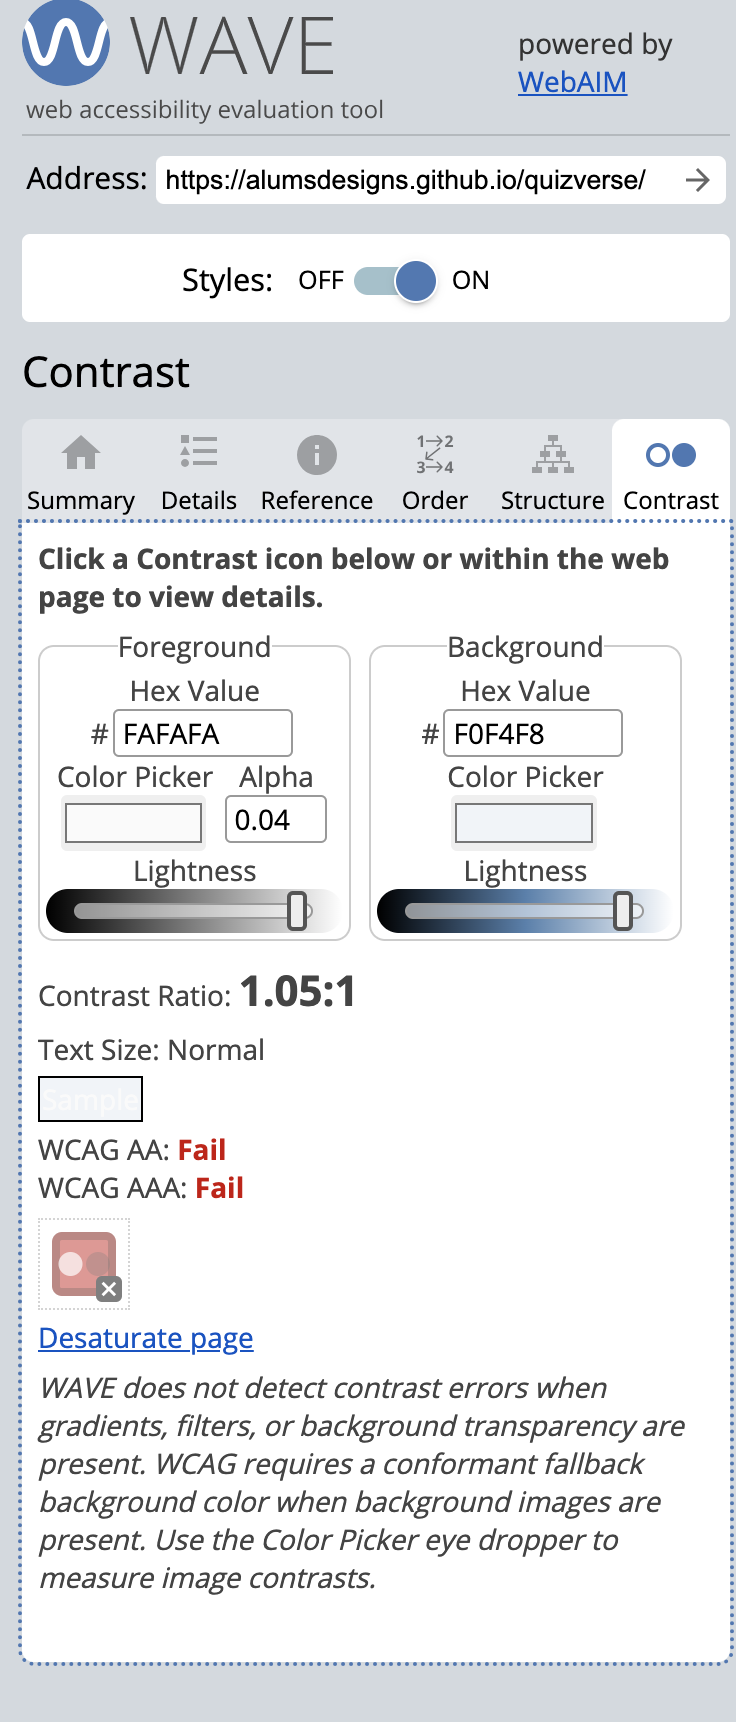 WAVE
web accessibility evaluation tool
powered by
WebAIM
Address: https://alumsdesigns.github.io/quizverse/
Styles: OFF ON
Contrast
1→2
3→4
Summary Details Reference Order Structure Contrast
Click a Contrast icon below or within the web
page to view details.
Foreground
Hex Value
# FAFAFA
Color Picker Alpha
0.04
Lightness
Background
Hex Value
# F0F4F8
Color Picker
Lightness
Contrast Ratio: 1.05:1
Text Size: Normal
Sample
WCAG AA: Fail
WCAG AAA: Fail
Desaturate page
WAVE does not detect contrast errors when
gradients, filters, or background transparency are
present. WCAG requires a conformant fallback
background color when background images are
present. Use the Color Picker eye dropper to
measure image contrasts.